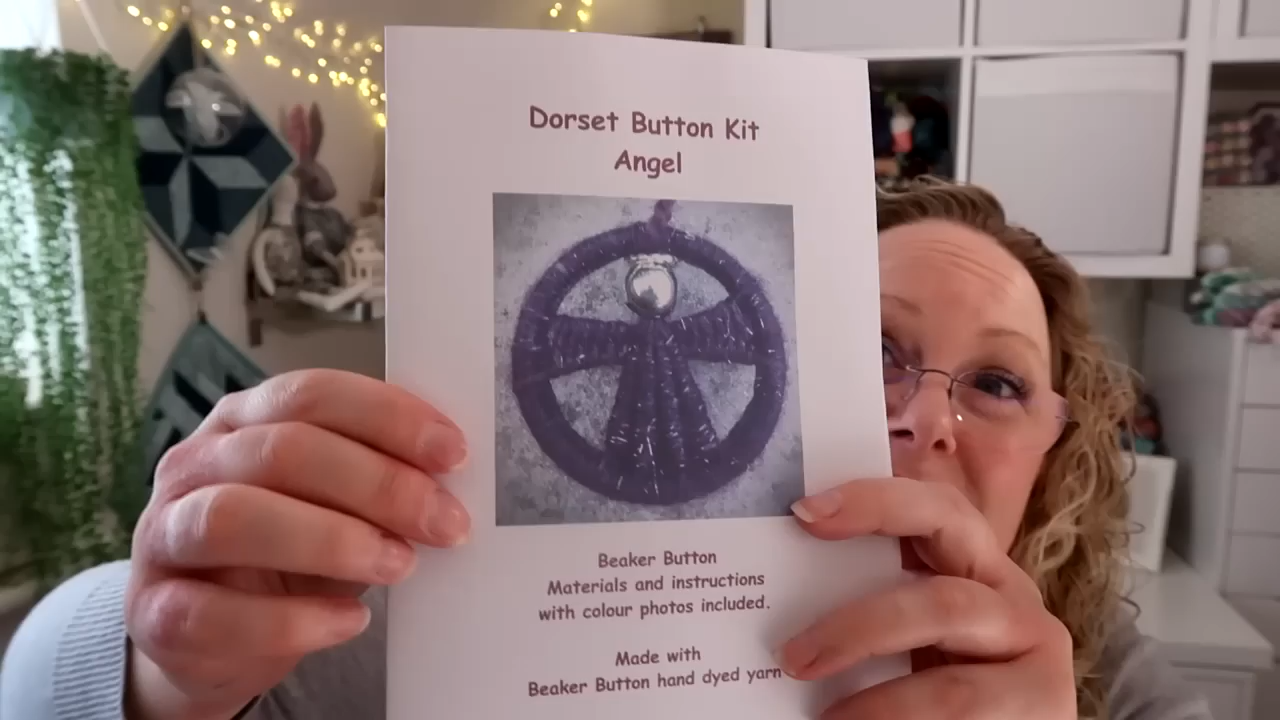 Dorset Button Kit
Angel
Beaker Button
Materials and instructions
with colour photos included.
Made with
Beaker Button hand dyed yarn